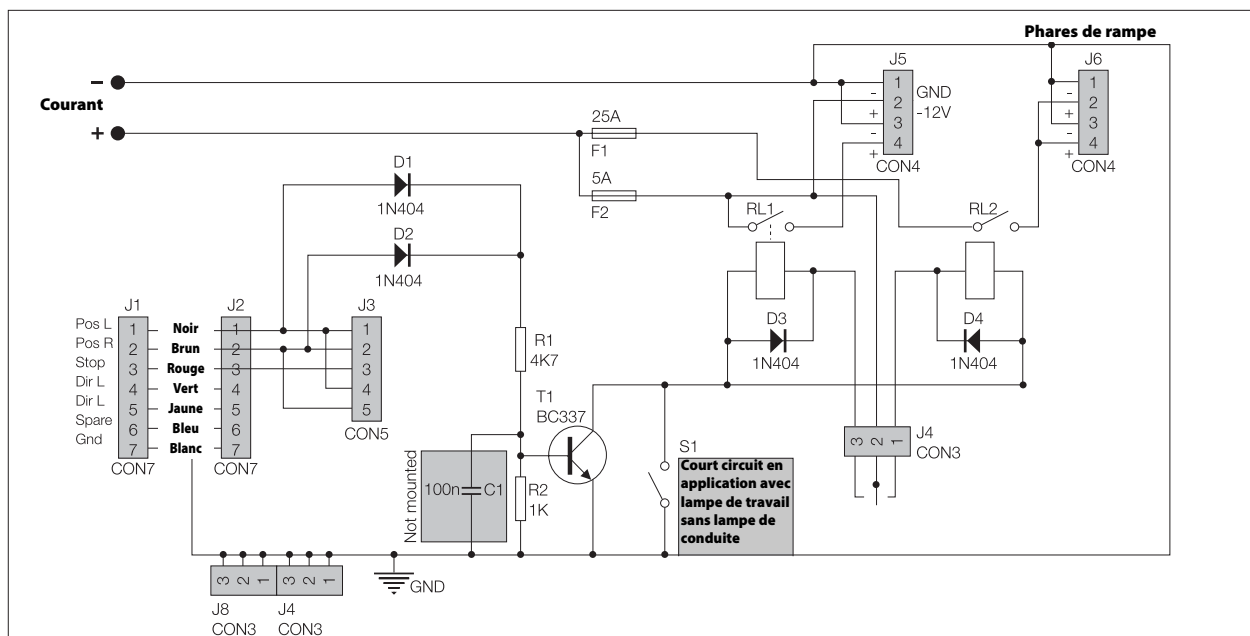 Phares de rampe
J5
J6
–
Courant
+
1
2
3
4
-
+
-
+
GND
-12V
CON4
1
2
3
4
-
+
-
+
CON4
25A
F1
5A
F2
D1
1N404
D2
1N404
RL1
RL2
D3
1N404
D4
1N404
J1
J2
J3
Pos L 1 Noir 1 1
Pos R 2 Brun 2 2
Stop 3 Rouge 3 3
Dir L 4 Vert 4 4
Dir L 5 Jaune 5 5
Spare 6 Bleu 6
Gnd 7 Blanc 7
CON7
CON7
CON5
R1
4K7
T1
BC337
Not mounted
100n
C1
R2
1K
S1
Court circuit en
application avec
lampe de travail
sans lampe de
conduite
3 2 1
J4
CON3
3 2 1
3 2 1
J8
CON3
J4
CON3
GND